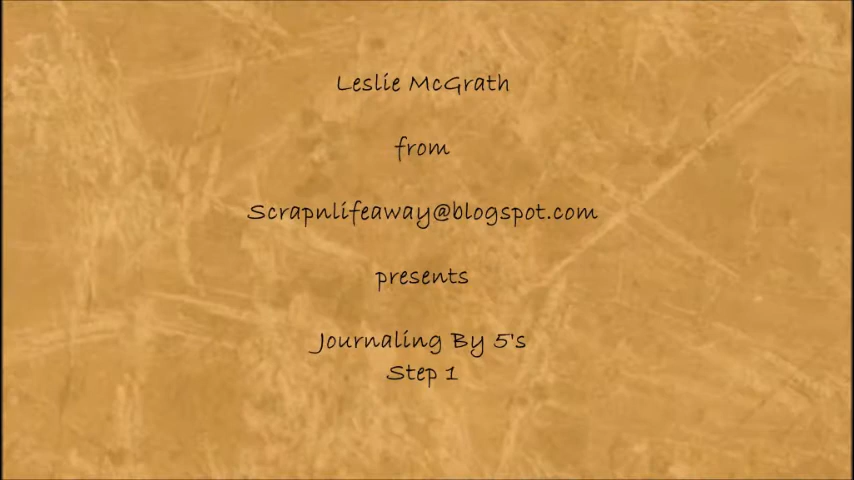 Leslie McGrath
from
Scrapnlifeaway@blogspot.com
presents
Journaling By 5's
Step 1